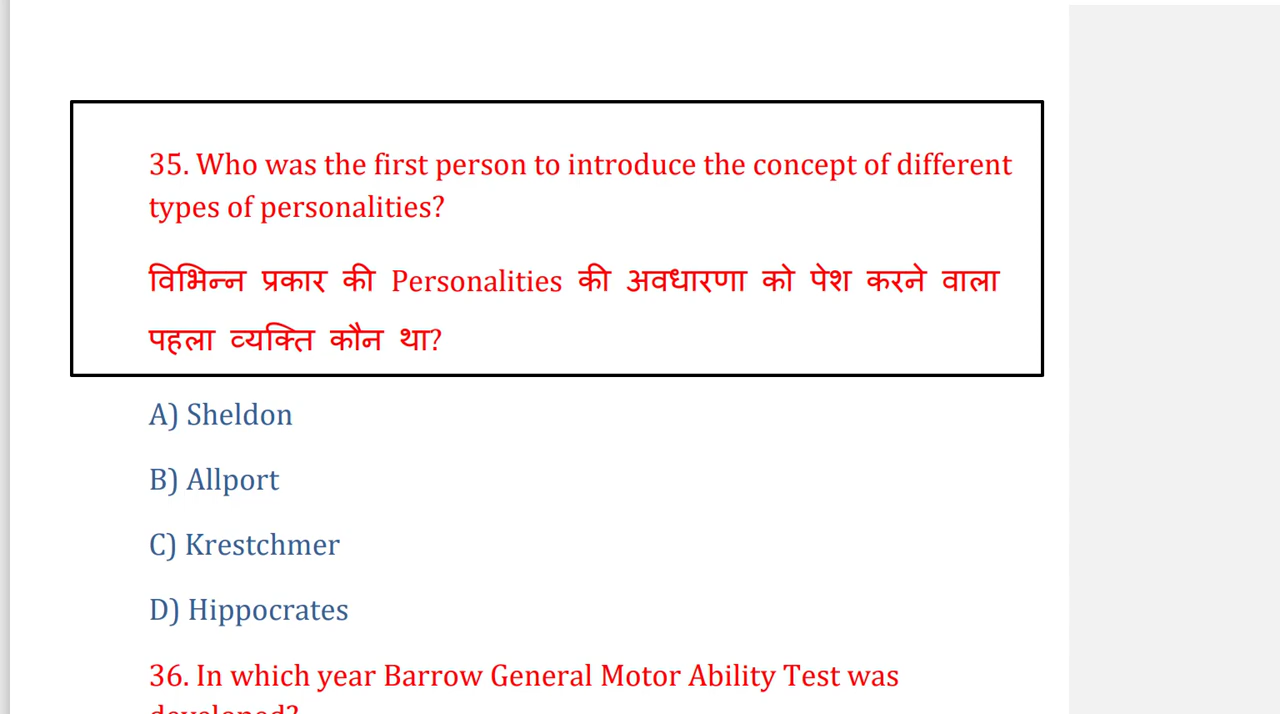 35. Who was the first person to introduce the concept of different
types of personalities?
विभिन्न प्रकार की Personalities की अवधारणा को पेश करने वाला
पहला व्यक्ति कौन था?
A) Sheldon
B) Allport
C) Krestchmer
D) Hippocrates
36. In which year Barrow General Motor Ability Test was
developed?